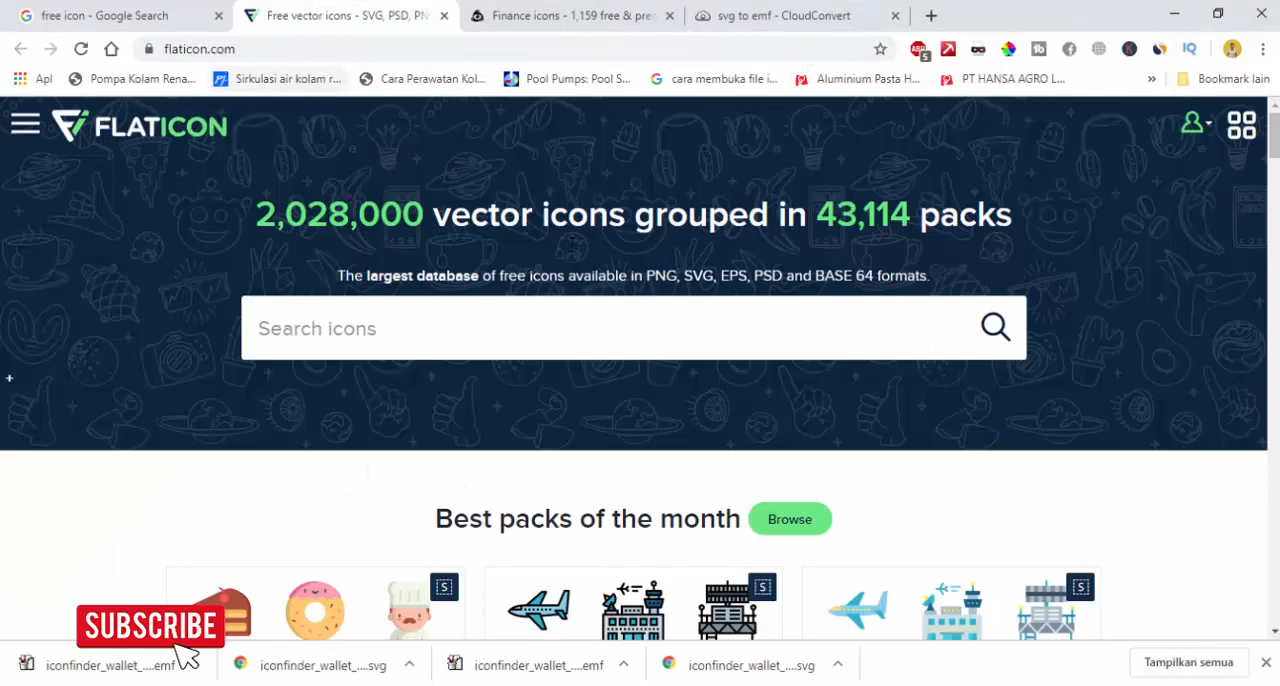 free icon - Google Search
Free vector icons - SVG, PSD, PN
Finance icons - 1,159 free & pre
svg to emf - CloudConvert
flaticon.com
ABP
5
tb
IQ
Apl
Pompa Kolam Rena...
Sirkulasi air kolam r...
Cara Perawatan Kol...
Pool Pumps: Pool S...
cara membuka file i...
Aluminium Pasta H...
PT HANSA AGRO L...
»
Bookmark lain
FLATICON
2,028,000 vector icons grouped in 43,114 packs
The largest database of free icons available in PNG, SVG, EPS, PSD and BASE 64 formats.
Search icons
Best packs of the month
Browse
S
S
S
SUBSCRIBE
iconfinder_wallet_....emf
iconfinder_wallet_....svg
iconfinder_wallet_....emf
iconfinder_wallet_....svg
Tampilkan semua